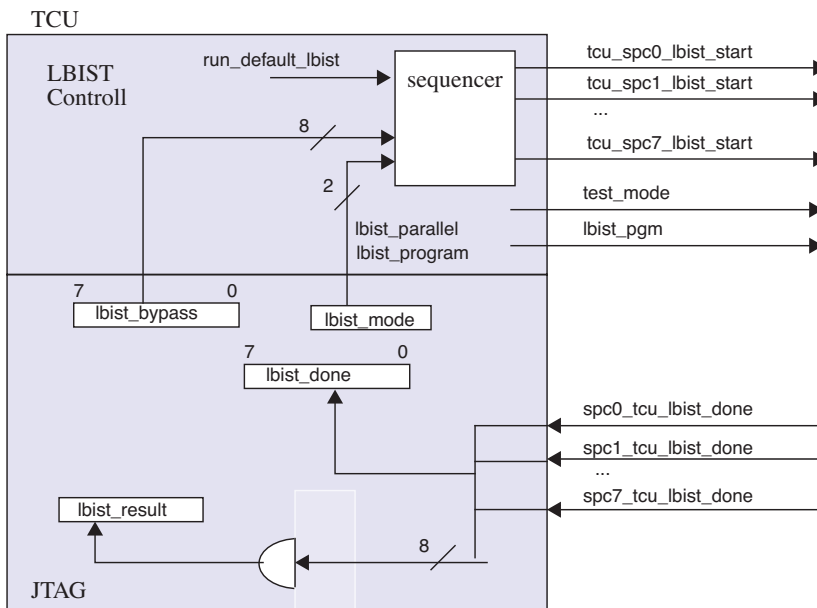 TCU
LBIST
Controll
run_default_lbist
sequencer
tcu_spc0_lbist_start
tcu_spc1_lbist_start
...
tcu_spc7_lbist_start
8
2
test_mode
lbist_parallel
lbist_program
lbist_pgm
7 0
lbist_bypass
lbist_mode
7 0
lbist_done
spc0_tcu_lbist_done
spc1_tcu_lbist_done
...
spc7_tcu_lbist_done
lbist_result
8
JTAG